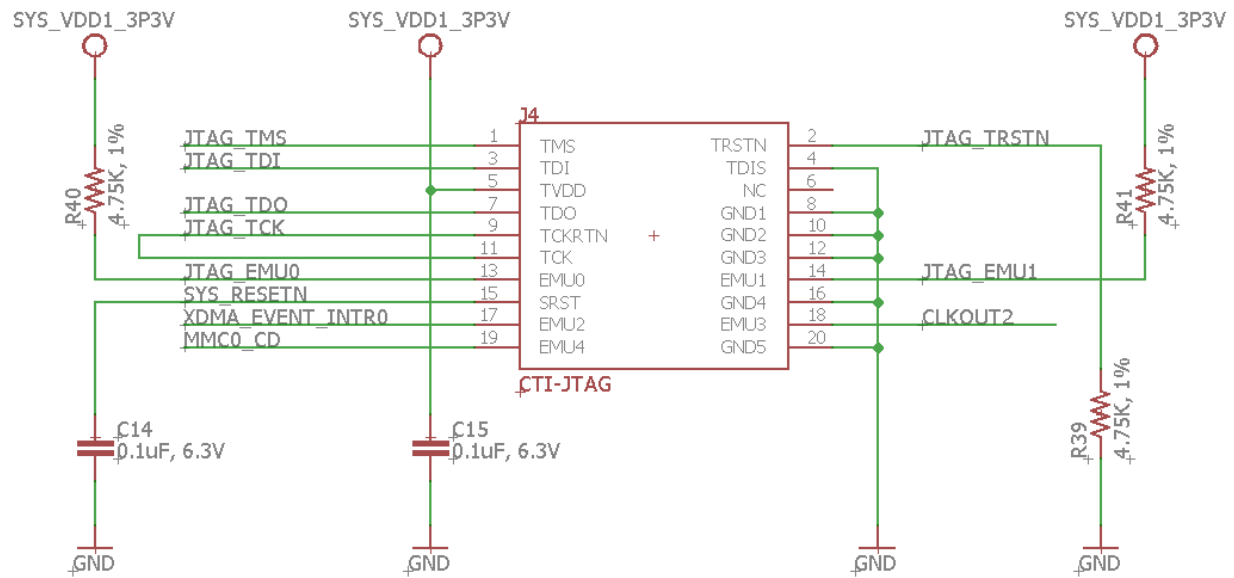 SYS_VDD1_3P3V
SYS_VDD1_3P3V
SYS_VDD1_3P3V
R40
4.75K, 1%
J4
JTAG_TMS 1 TMS TRSTN 2 JTAG_TRSTN
JTAG_TDI 3 TDI TDIS 4
5 TVDD NC 6
JTAG_TDO 7 TDO GND1 8
JTAG_TCK 9 TCKRTN GND2 10
11 TCK GND3 12
JTAG_EMU0 13 EMU0 EMU1 14 JTAG_EMU1
SYS_RESETN 15 SRST GND4 16
XDMA_EVENT_INTR0 17 EMU2 EMU3 18 CLKOUT2
MMC0_CD 19 EMU4 GND5 20
CTI-JTAG
R41
4.75K, 1%
C14
0.1uF, 6.3V
C15
0.1uF, 6.3V
R39
4.75K, 1%
GND
GND
GND
GND